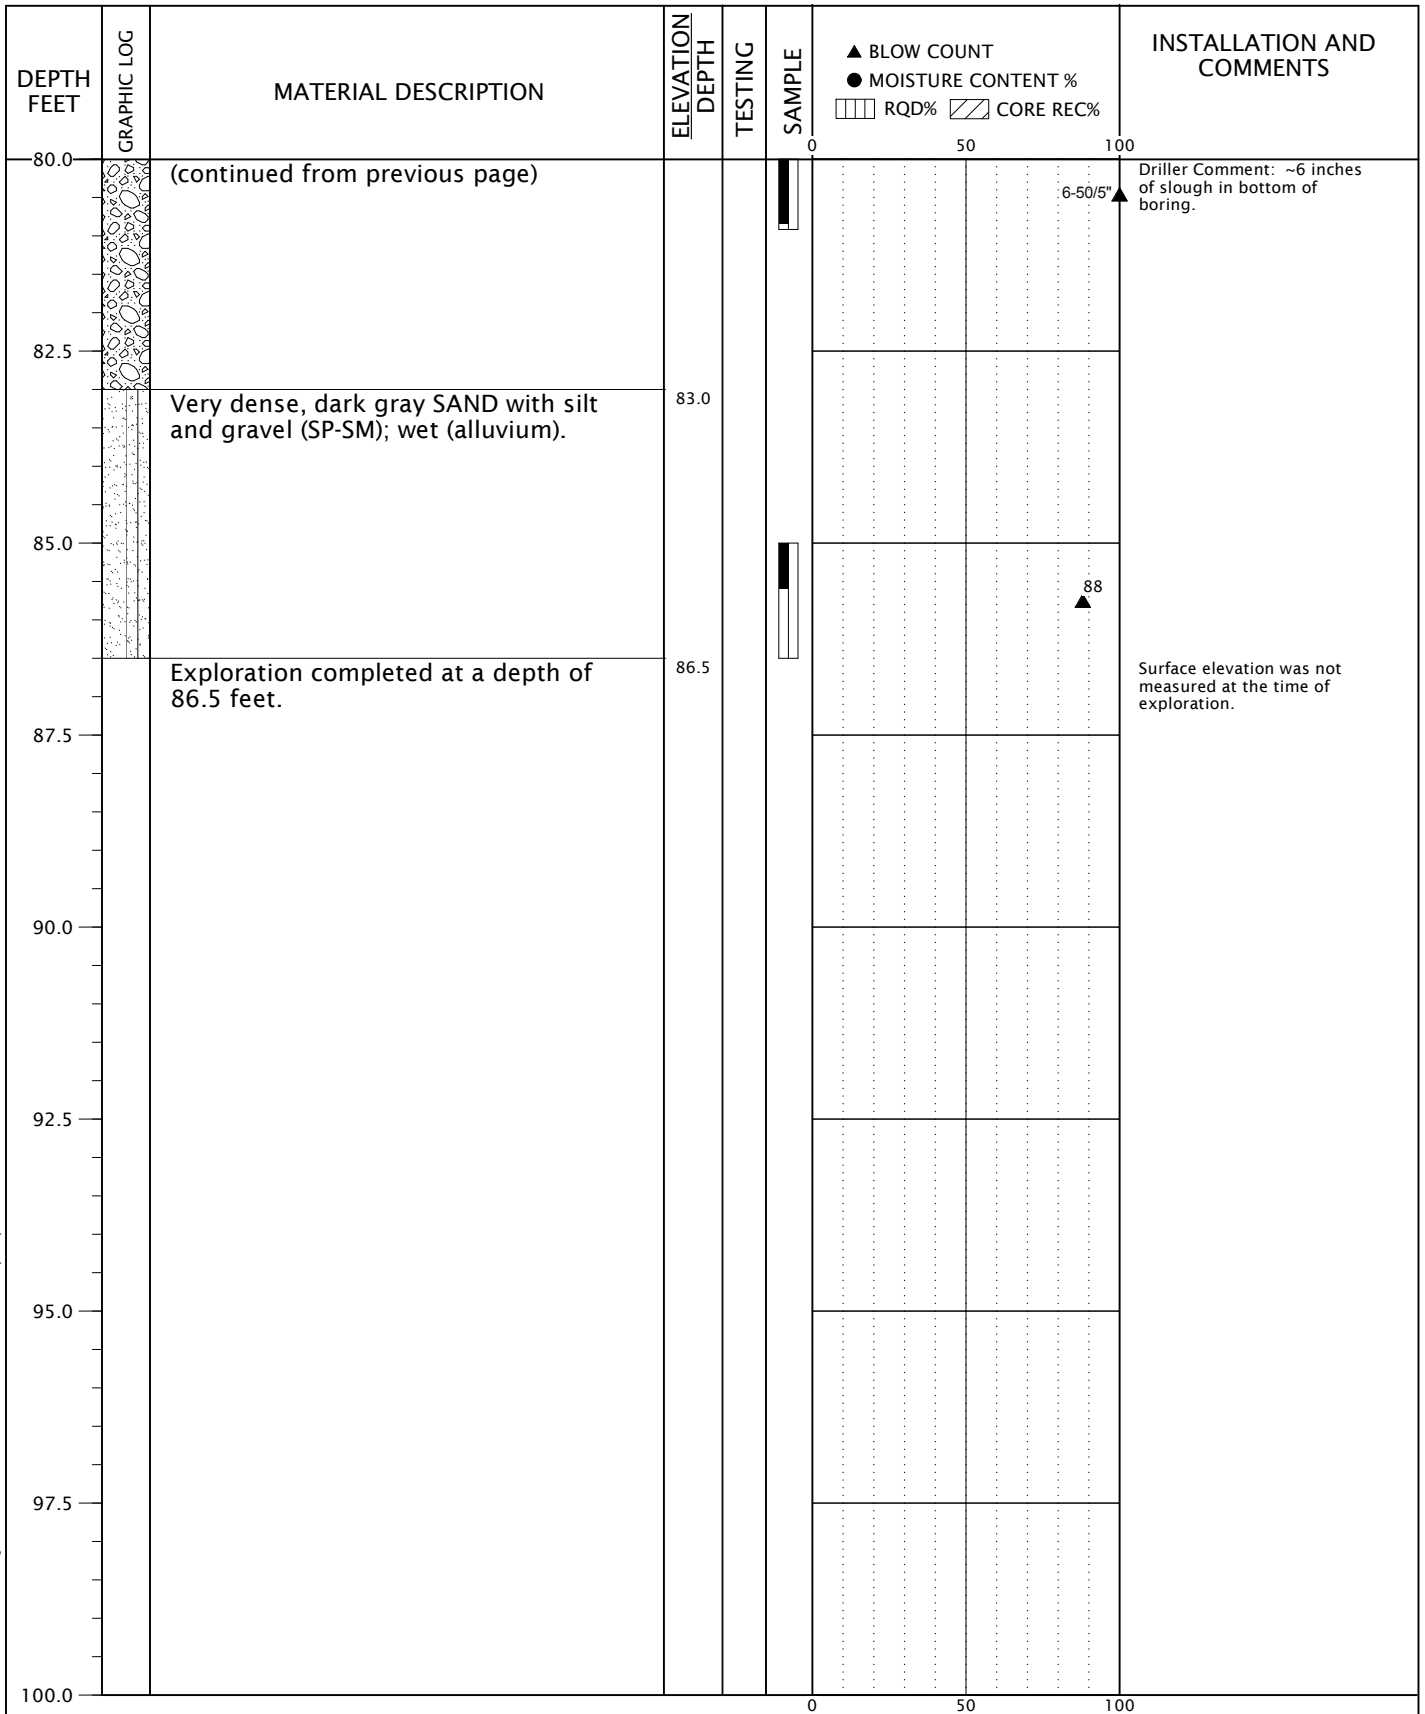 DEPTH
FEET
GRAPHIC LOG
MATERIAL DESCRIPTION
ELEVATION
DEPTH
TESTING
SAMPLE
▲ BLOW COUNT
● MOISTURE CONTENT %
RQD% CORE REC%
0 50 100
INSTALLATION AND
COMMENTS
80.0
(continued from previous page)
6-50/5"
Driller Comment: ~6 inches
of slough in bottom of
boring.
82.5
Very dense, dark gray SAND with silt
and gravel (SP-SM); wet (alluvium).
83.0
85.0
88
Exploration completed at a depth of
86.5 feet.
86.5
Surface elevation was not
measured at the time of
exploration.
87.5
90.0
92.5
95.0
97.5
100.0
0 50 100